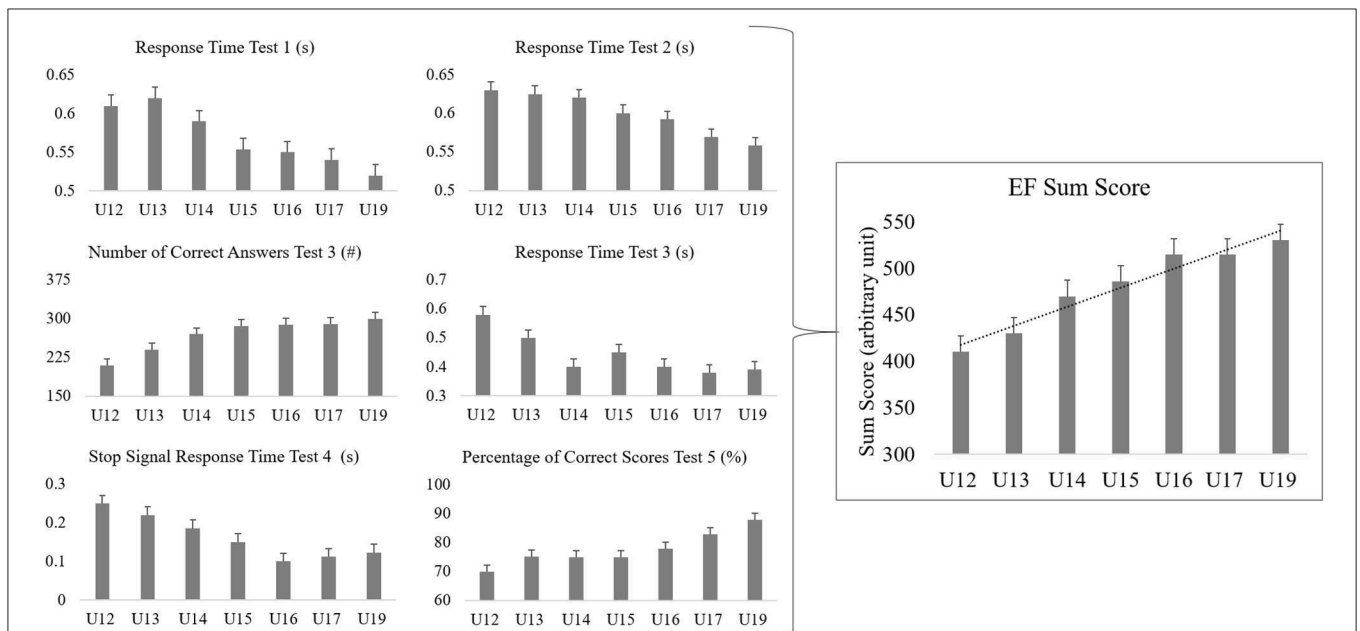 Response Time Test 1 (s)
0.65
0.6
0.55
0.5
U12 U13 U14 U15 U16 U17 U19
Response Time Test 2 (s)
0.65
0.6
0.55
0.5
U12 U13 U14 U15 U16 U17 U19
Number of Correct Answers Test 3 (#)
375
300
225
150
U12 U13 U14 U15 U16 U17 U19
Response Time Test 3 (s)
0.7
0.6
0.5
0.4
0.3
U12 U13 U14 U15 U16 U17 U19
Stop Signal Response Time Test 4 (s)
0.3
0.2
0.1
0
U12 U13 U14 U15 U16 U17 U19
Percentage of Correct Scores Test 5 (%)
100
90
80
70
60
U12 U13 U14 U15 U16 U17 U19
EF Sum Score
Sum Score (arbitrary unit)
550
500
450
400
350
300
U12 U13 U14 U15 U16 U17 U19